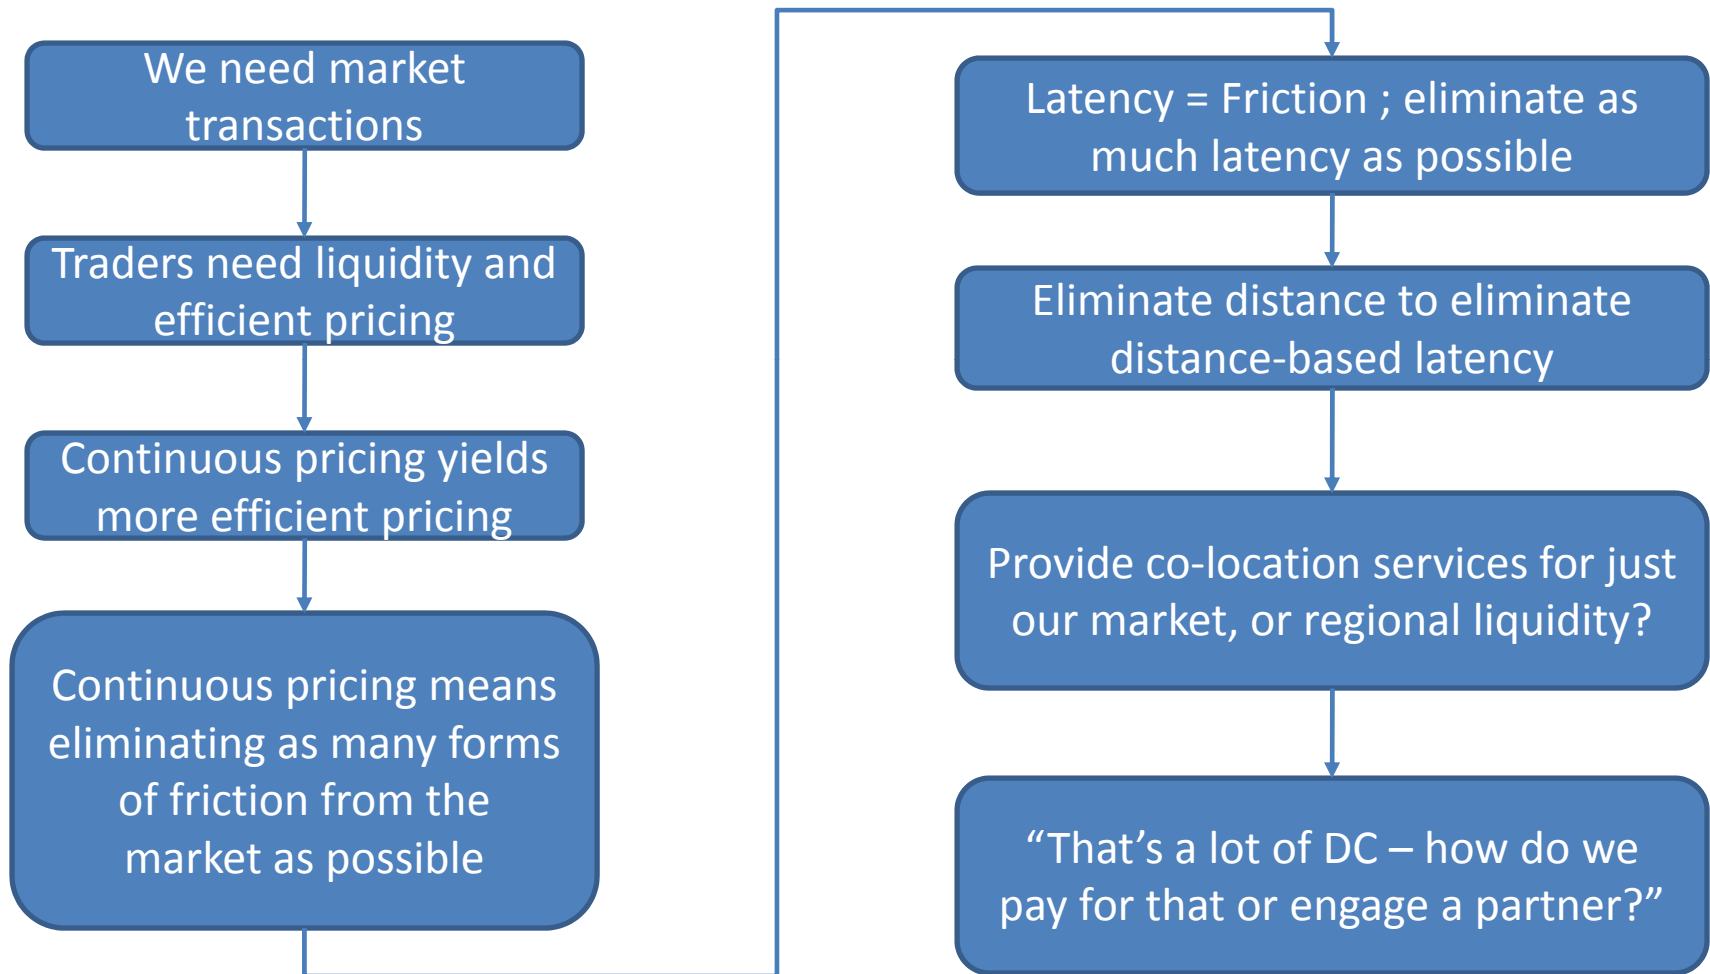 We need market
transactions
Traders need liquidity and
efficient pricing
Continuous pricing yields
more efficient pricing
Continuous pricing means
eliminating as many forms
of friction from the
market as possible
Latency = Friction ; eliminate as
much latency as possible
Eliminate distance to eliminate
distance-based latency
Provide co-location services for just
our market, or regional liquidity?
“That’s a lot of DC – how do we
pay for that or engage a partner?”